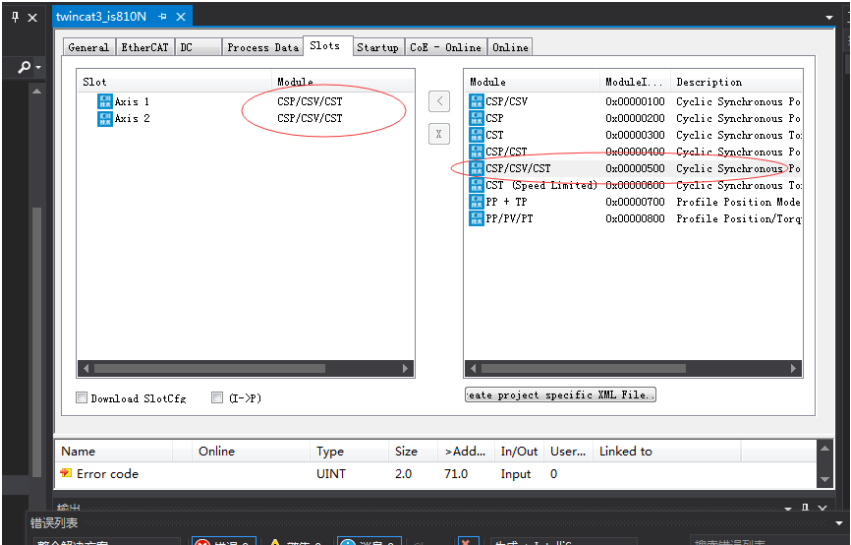 twincat3_is810N
General EtherCAT DC Process Data Slots Startup CoE - Online Online
Slot Module
Axis 1 CSP/CSV/CST
Axis 2 CSP/CSV/CST
<
X
Module ModuleI... Description
CSP/CSV 0x00000100 Cyclic Synchronous Po
CSP 0x00000200 Cyclic Synchronous Po
CST 0x00000300 Cyclic Synchronous To
CSP/CST 0x00000400 Cyclic Synchronous Po
CSP/CSV/CST 0x00000500 Cyclic Synchronous Po
CST (Speed Limited) 0x00000600 Cyclic Synchronous To
PP + TP 0x00000700 Profile Position Mode
PP/PV/PT 0x00000800 Profile Position/Torq
Download SlotCfg (I->P)
eate project specific XML File..
Name Online Type Size >Add... In/Out User... Linked to
Error code UINT 2.0 71.0 Input 0
输出
错误列表